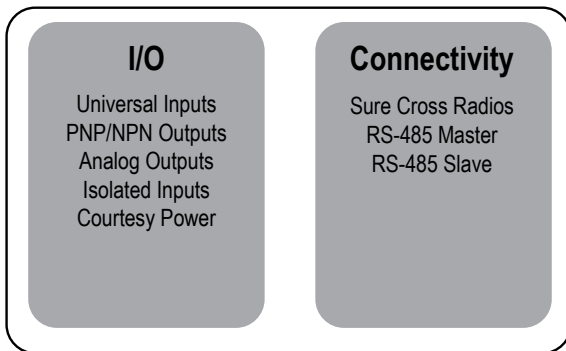 I/O
Universal Inputs
PNP/NPN Outputs
Analog Outputs
Isolated Inputs
Courtesy Power
Connectivity
Sure Cross Radios
RS-485 Master
RS-485 Slave